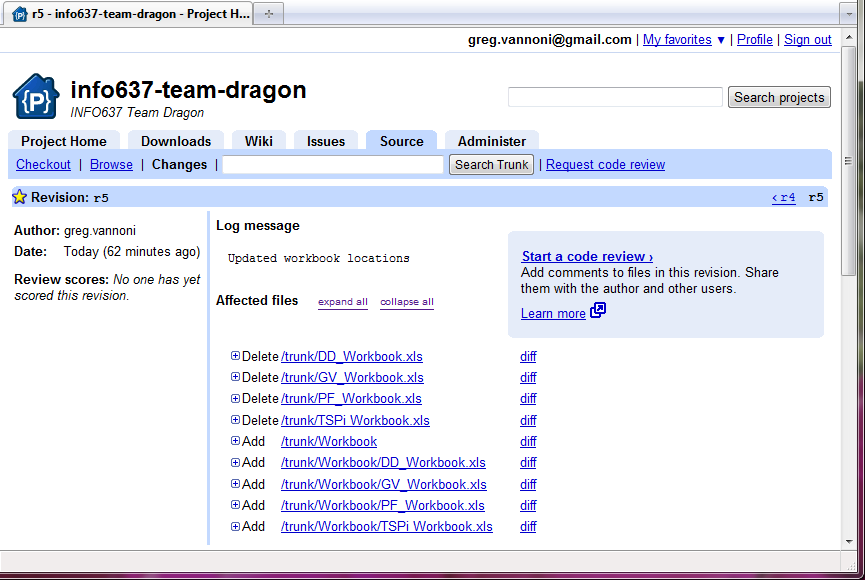 r5 - info637-team-dragon - Project H...
greg.vannoni@gmail.com | My favorites ▼ | Profile | Sign out
info637-team-dragon
INFO637 Team Dragon
Search projects
Project Home Downloads Wiki Issues Source Administer
Checkout | Browse | Changes | Search Trunk | Request code review
Revision: r5 ‹ r4 r5
Author: greg.vannoni
Date: Today (62 minutes ago)
Review scores: No one has yet
scored this revision.
Log message
Updated workbook locations
Affected files expand all collapse all
Start a code review ›
Add comments to files in this revision. Share
them with the author and other users.
Learn more
Delete /trunk/DD_Workbook.xls diff
Delete /trunk/GV_Workbook.xls diff
Delete /trunk/PF_Workbook.xls diff
Delete /trunk/TSPi Workbook.xls diff
Add /trunk/Workbook diff
Add /trunk/Workbook/DD_Workbook.xls diff
Add /trunk/Workbook/GV_Workbook.xls diff
Add /trunk/Workbook/PF_Workbook.xls diff
Add /trunk/Workbook/TSPi Workbook.xls diff